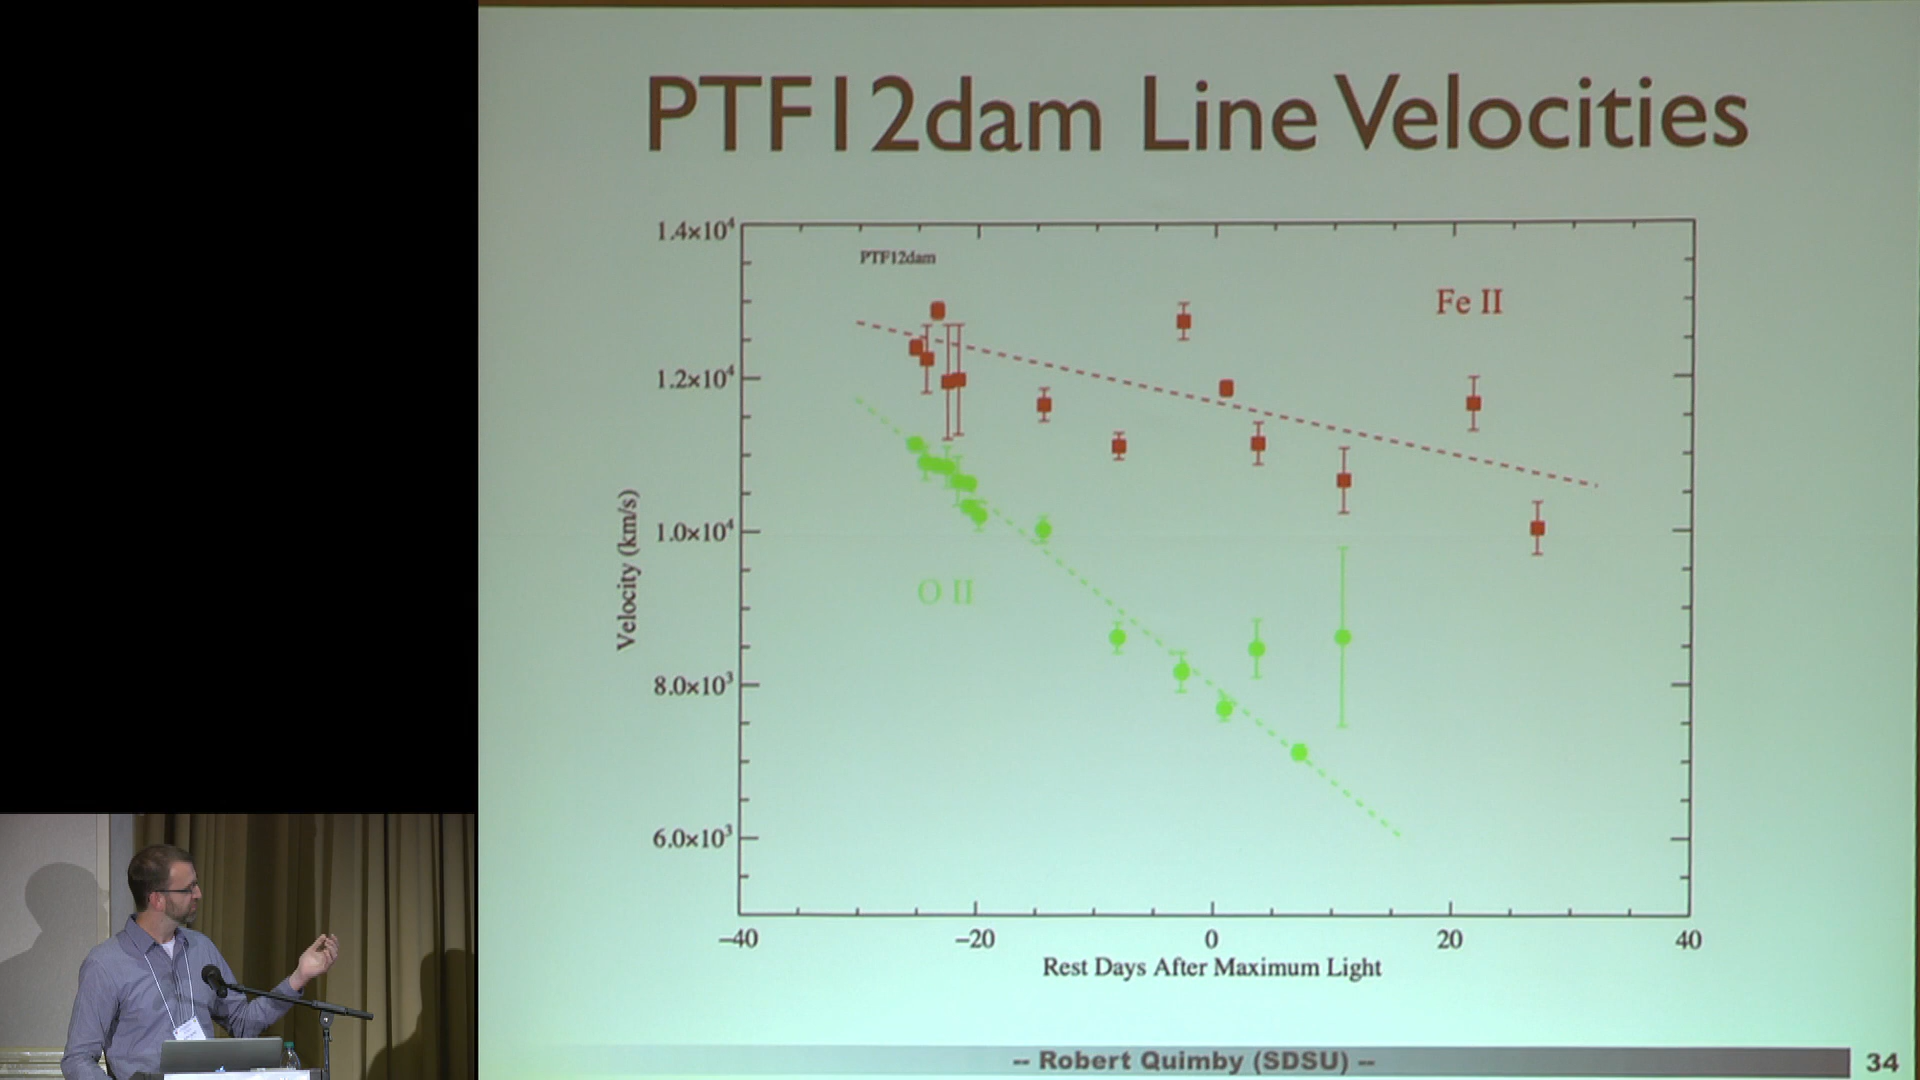 PTF12dam Line Velocities
1.4×10⁴
PTF12dam
Fe II
1.2×10⁴
1.0×10⁴
O II
Velocity (km/s)
8.0×10³
6.0×10³
−40 −20 0 20 40
Rest Days After Maximum Light
-- Robert Quimby (SDSU) --
34